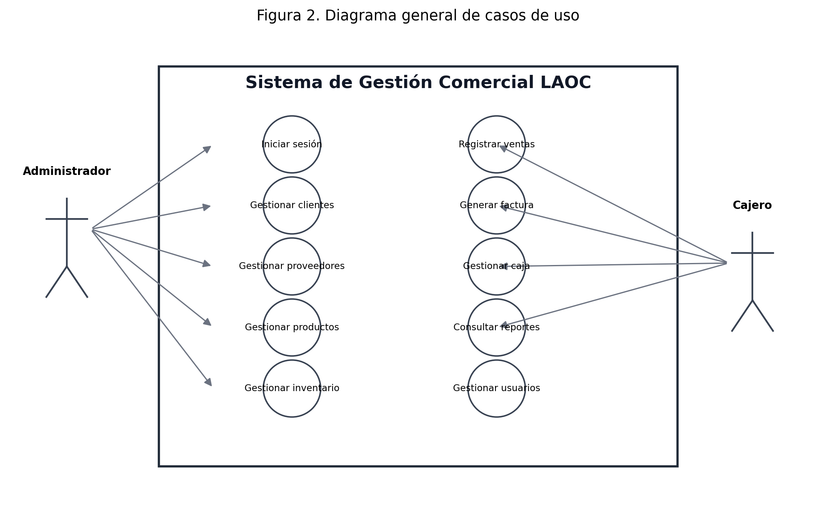 Figura 2. Diagrama general de casos de uso
Sistema de Gestión Comercial LAOC
Administrador
Iniciar sesión
Gestionar clientes
Gestionar proveedores
Gestionar productos
Gestionar inventario
Registrar ventas
Generar factura
Gestionar caja
Consultar reportes
Gestionar usuarios
Cajero